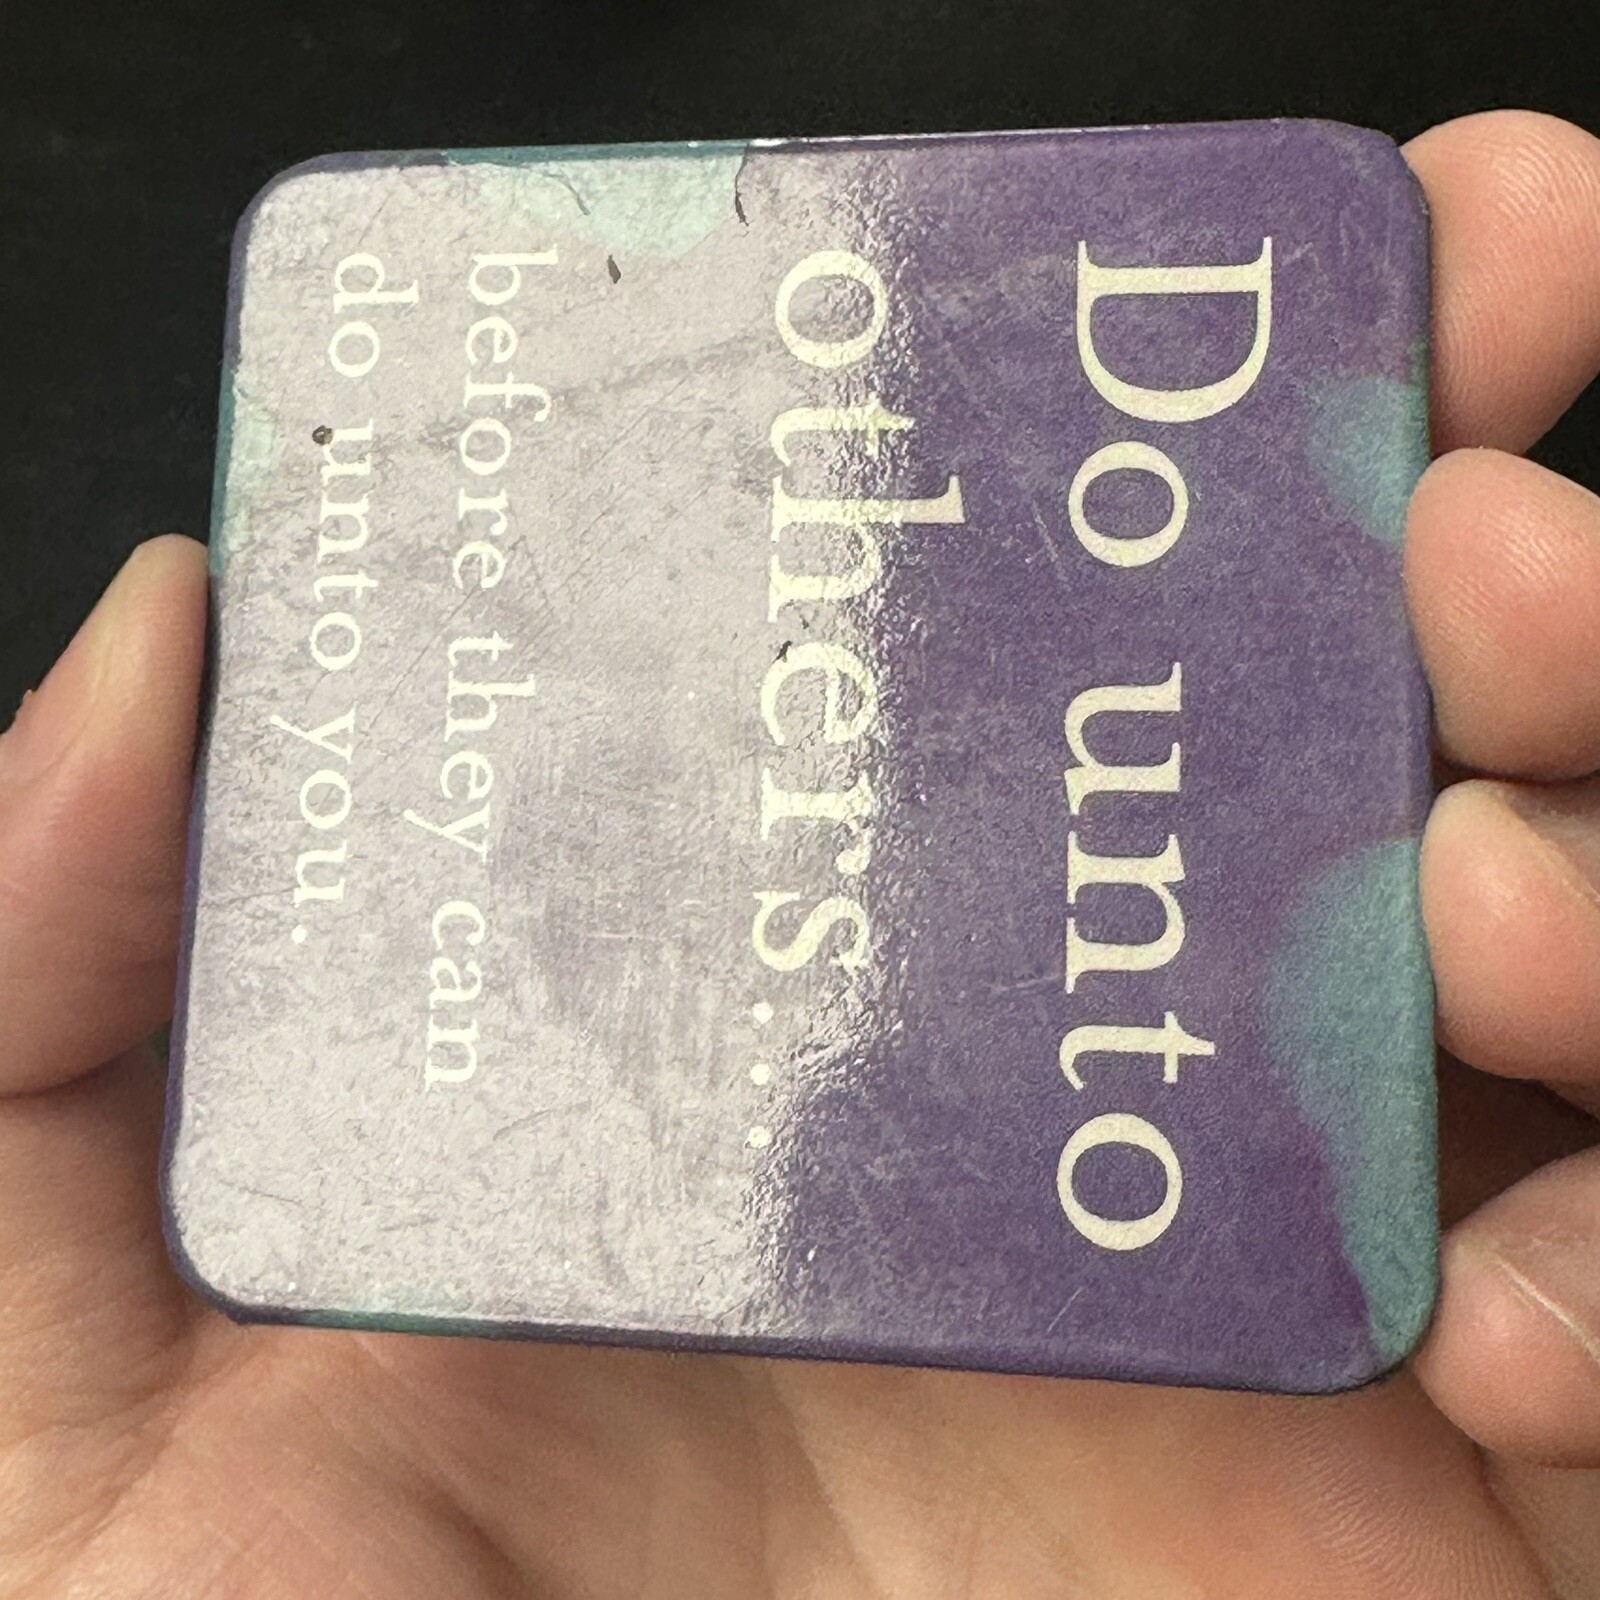 Do unto
others...
before they can
do unto you.